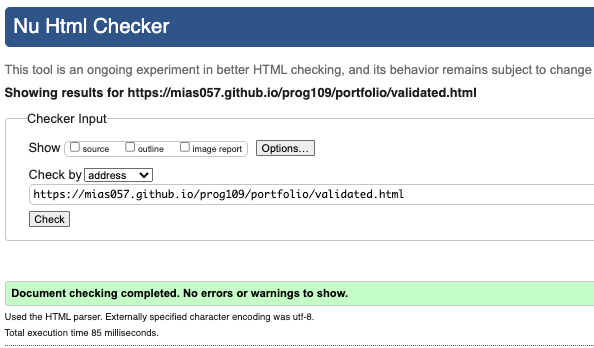 Nu Html Checker
This tool is an ongoing experiment in better HTML checking, and its behavior remains subject to change
Showing results for https://mias057.github.io/prog109/portfolio/validated.html
Checker Input
Show source outline image report Options...
Check by address
https://mias057.github.io/prog109/portfolio/validated.html
Check
Document checking completed. No errors or warnings to show.
Used the HTML parser. Externally specified character encoding was utf-8.
Total execution time 85 milliseconds.